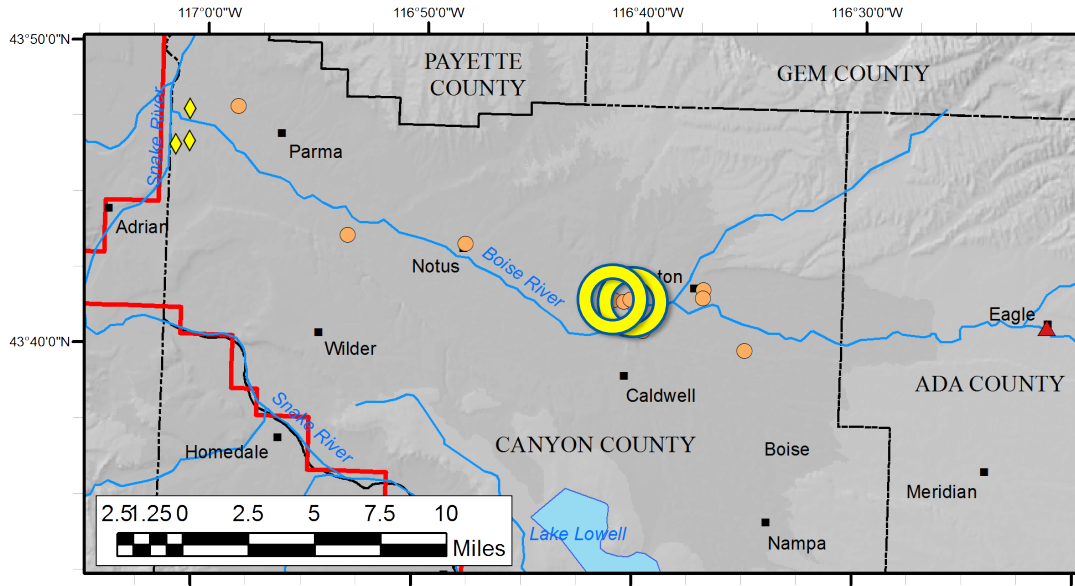 117°0'0"W
116°50'0"W
116°40'0"W
116°30'0"W
43°50'0"N
PAYETTE
COUNTY
GEM COUNTY
Snake River
Parma
Adrian
Notus
Boise River
ton
Eagle
43°40'0"N
Wilder
Caldwell
ADA COUNTY
Snake River
Homedale
CANYON COUNTY
Boise
Meridian
2.5 1.25 0 2.5 5 7.5 10
Miles
Lake Lowell
Nampa